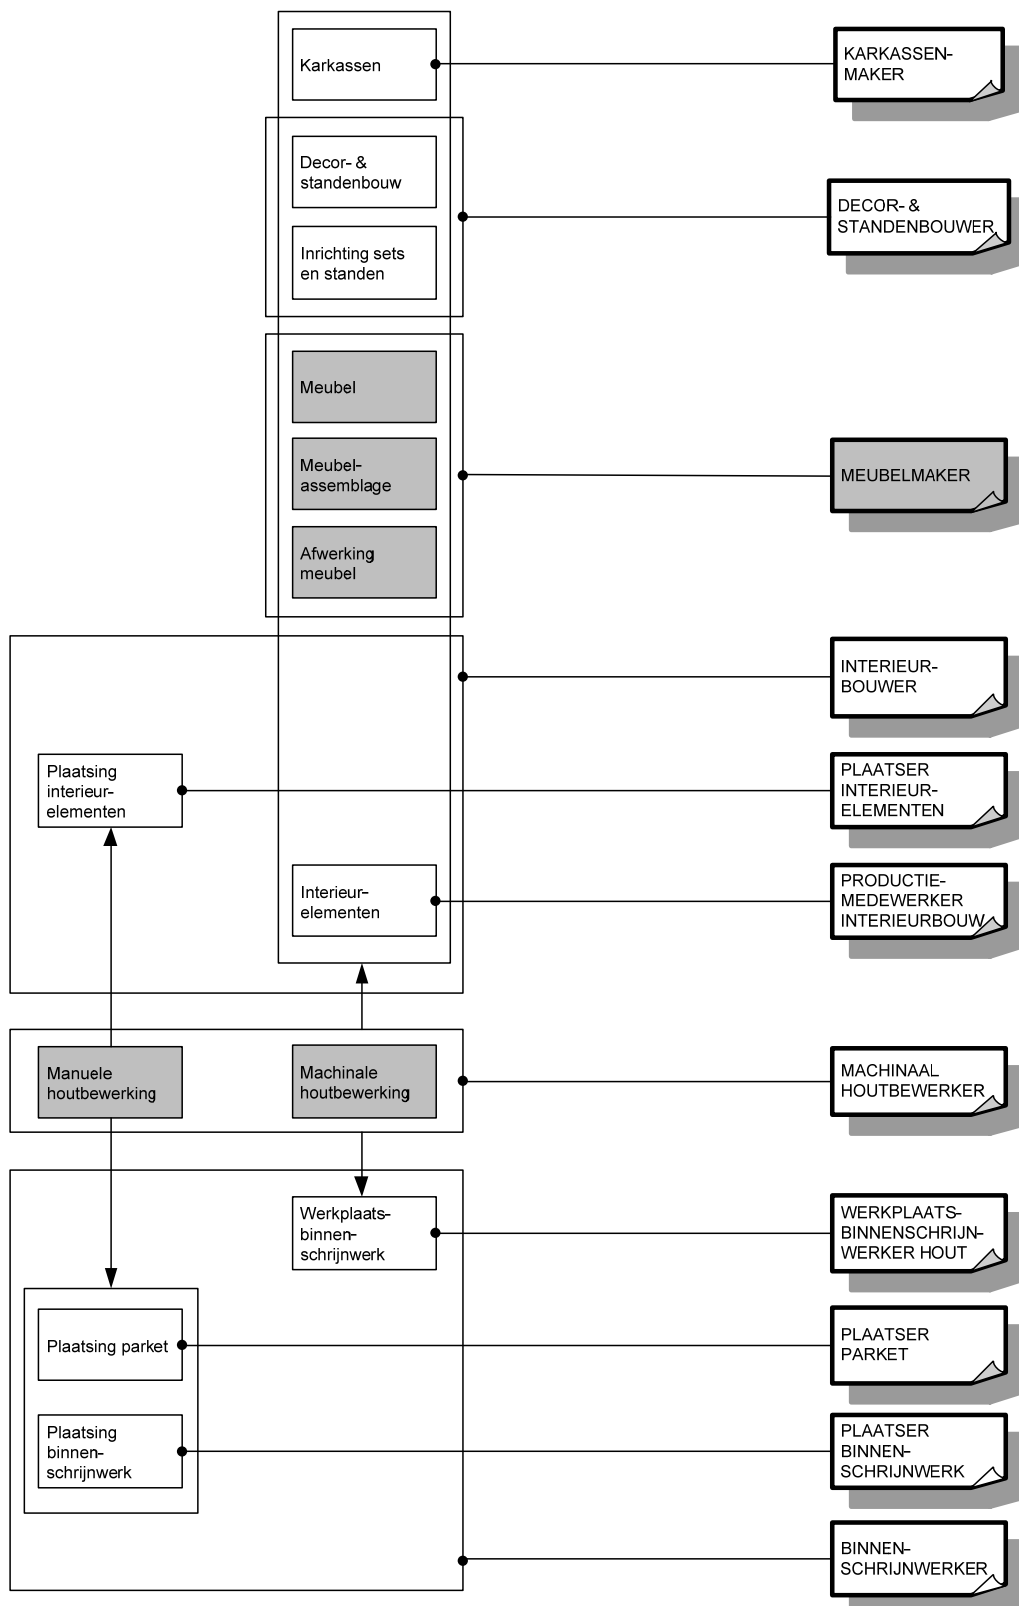 Karkassen
KARKASSEN-
MAKER
Decor- &
standenbouw
Inrichting sets
en standen
DECOR- &
STANDENBOUWER
Meubel
Meubel-
assemblage
Afwerking
meubel
MEUBELMAKER
INTERIEUR-
BOUWER
Plaatsing
interieur-
elementen
PLAATSER
INTERIEUR-
ELEMENTEN
Interieur-
elementen
PRODUCTIE-
MEDEWERKER
INTERIEURBOUW
Manuele
houtbewerking
Machinale
houtbewerking
MACHINAAL
HOUTBEWERKER
Werkplaats-
binnen-
schrijnwerk
WERKPLAATS-
BINNENSCHRIJN-
WERKER HOUT
Plaatsing parket
PLAATSER
PARKET
Plaatsing
binnen-
schrijnwerk
PLAATSER
BINNEN-
SCHRIJNWERK
BINNEN-
SCHRIJNWERKER